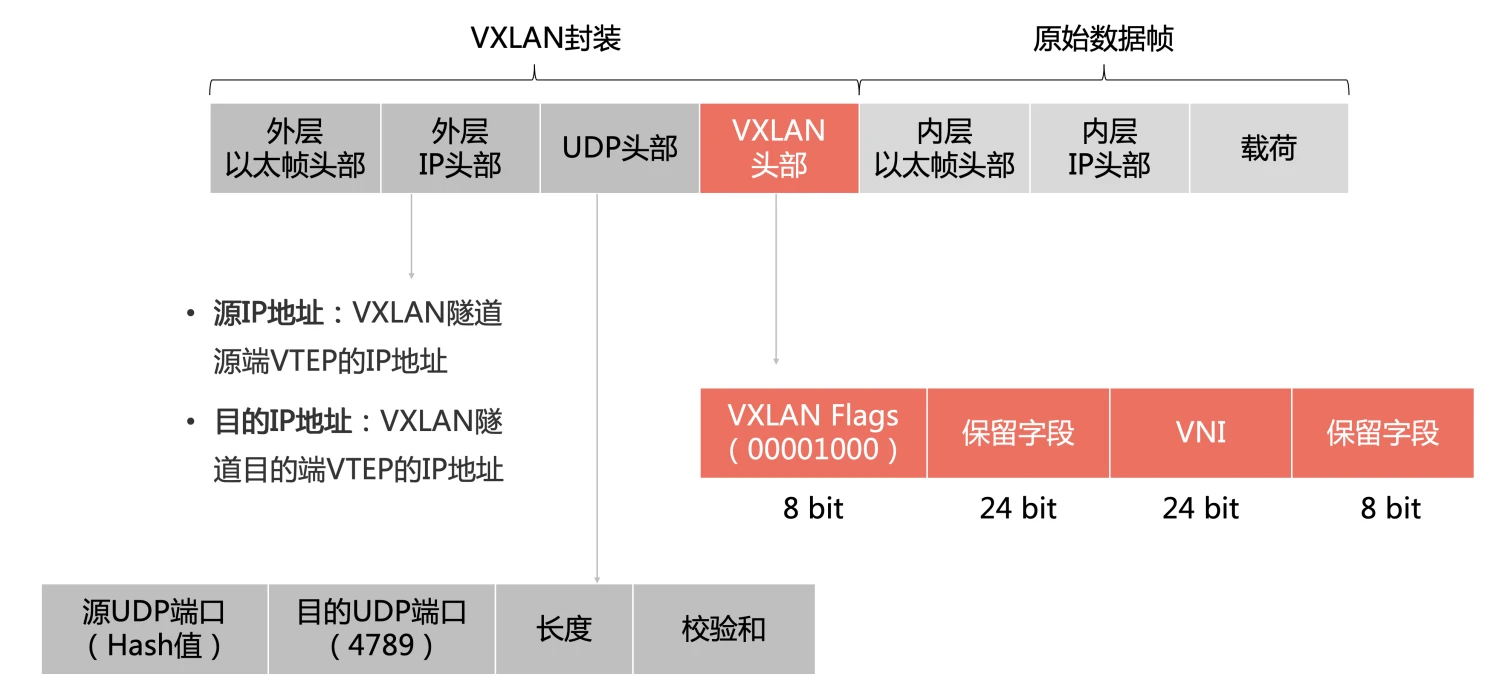 VXLAN封装
原始数据帧
外层
以太帧头部
外层
IP头部
UDP头部
VXLAN
头部
内层
以太帧头部
内层
IP头部
载荷
• 源IP地址：VXLAN隧道
源端VTEP的IP地址
• 目的IP地址：VXLAN隧
道目的端VTEP的IP地址
VXLAN Flags
（00001000）
保留字段
VNI
保留字段
8 bit
24 bit
24 bit
8 bit
源UDP端口
（Hash值）
目的UDP端口
（4789）
长度
校验和